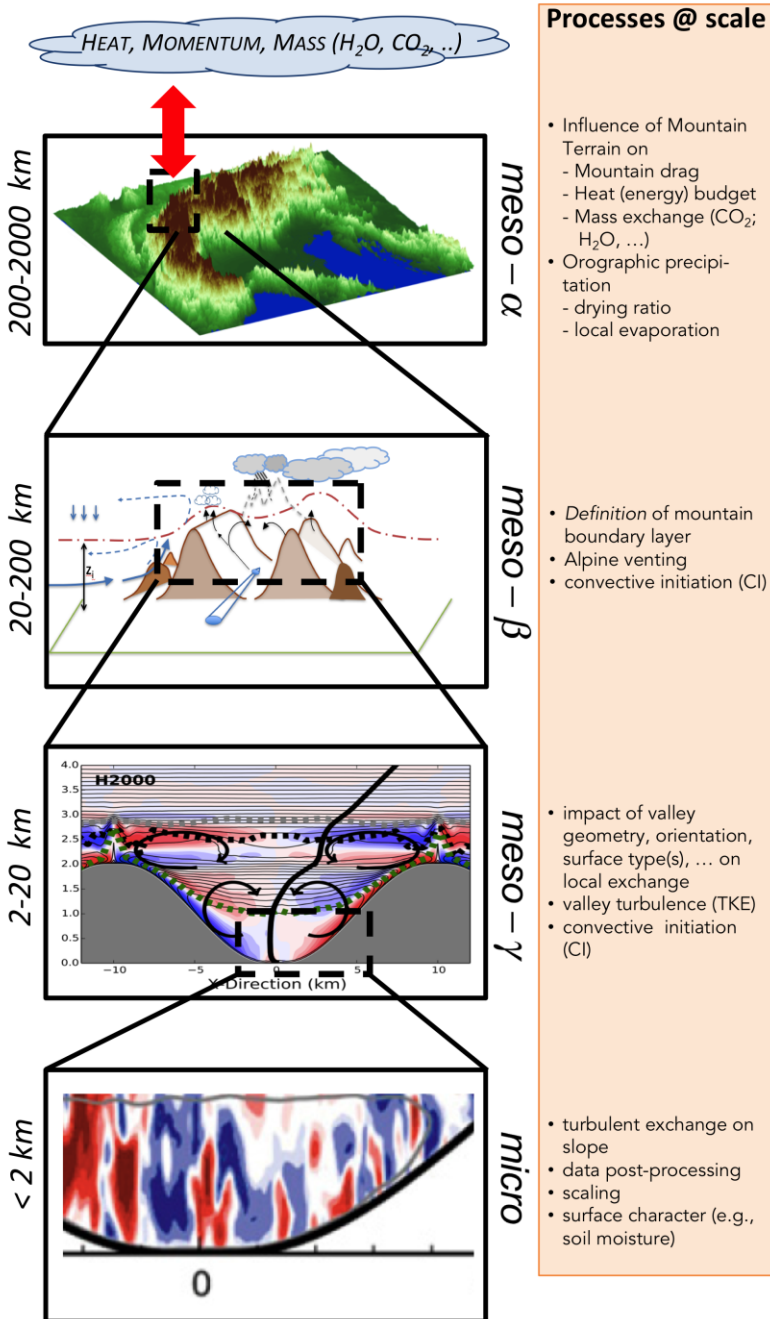 Processes @ scale
HEAT, MOMENTUM, MASS (H₂O, CO₂, ..)
200-2000 km
meso – α
• Influence of Mountain
Terrain on
- Mountain drag
- Heat (energy) budget
- Mass exchange (CO₂;
H₂O, ...)
• Orographic precipi-
tation
- drying ratio
- local evaporation
20-200 km
zᵢ
meso – β
• Definition of mountain
boundary layer
• Alpine venting
• convective initiation (CI)
2-20 km
H2000
4.0
3.5
3.0
2.5
2.0
1.5
1.0
0.5
0.0
−10
−5
0
5
10
X-Direction (km)
meso – γ
• impact of valley
geometry, orientation,
surface type(s), ... on
local exchange
• valley turbulence (TKE)
• convective initiation
(CI)
< 2 km
0
micro
• turbulent exchange on
slope
• data post-processing
• scaling
• surface character (e.g.,
soil moisture)